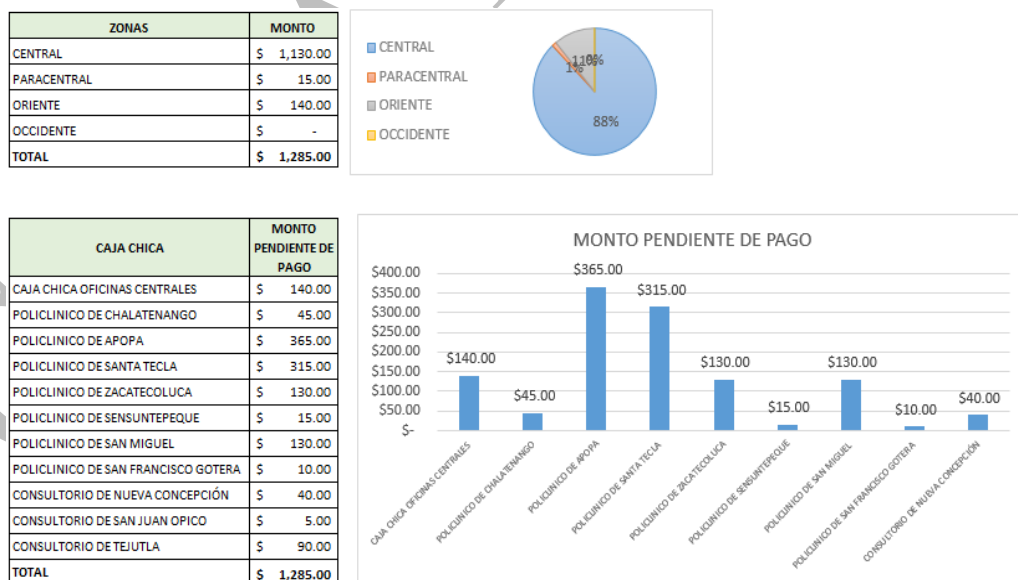 ZONAS MONTO
CENTRAL $ 1,130.00
PARACENTRAL $ 15.00
ORIENTE $ 140.00
OCCIDENTE $ -
TOTAL $ 1,285.00
CENTRAL
PARACENTRAL
ORIENTE
OCCIDENTE
1%
11%
0%
88%
CAJA CHICA MONTO PENDIENTE DE PAGO
CAJA CHICA OFICINAS CENTRALES $ 140.00
POLICLINICO DE CHALATENANGO $ 45.00
POLICLINICO DE APOPA $ 365.00
POLICLINICO DE SANTA TECLA $ 315.00
POLICLINICO DE ZACATECOLUCA $ 130.00
POLICLINICO DE SENSUNTEPEQUE $ 15.00
POLICLINICO DE SAN MIGUEL $ 130.00
POLICLINICO DE SAN FRANCISCO GOTERA $ 10.00
CONSULTORIO DE NUEVA CONCEPCIÓN $ 40.00
CONSULTORIO DE SAN JUAN OPICO $ 5.00
CONSULTORIO DE TEJUTLA $ 90.00
TOTAL $ 1,285.00
MONTO PENDIENTE DE PAGO
$400.00
$350.00
$300.00
$250.00
$200.00
$150.00
$100.00
$50.00
$-
$140.00
$45.00
$365.00
$315.00
$130.00
$15.00
$130.00
$10.00
$40.00
CAJA CHICA OFICINAS CENTRALES
POLICLINICO DE CHALATENANGO
POLICLINICO DE APOPA
POLICLINICO DE SANTA TECLA
POLICLINICO DE ZACATECOLUCA
POLICLINICO DE SENSUNTEPEQUE
POLICLINICO DE SAN MIGUEL
POLICLINICO DE SAN FRANCISCO GOTERA
CONSULTORIO DE NUEVA CONCEPCIÓN